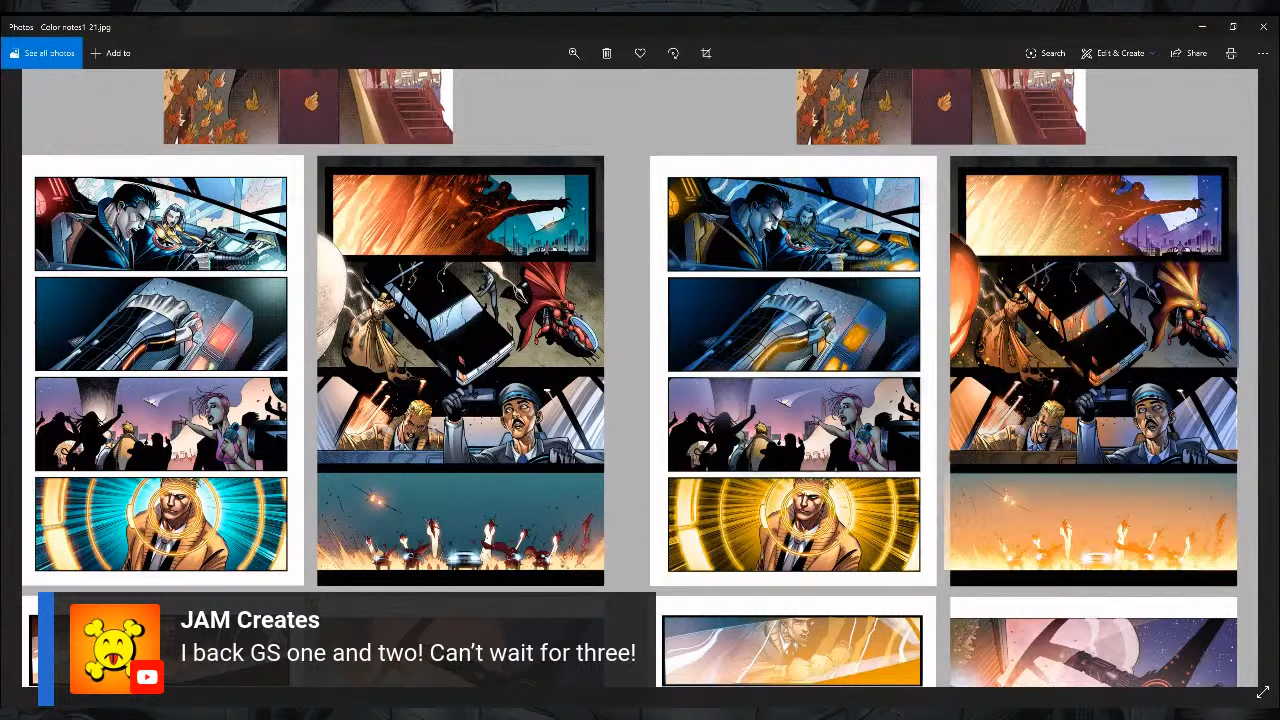 Photos - Color notes1-21.jpg
See all photos
Add to
Search
Edit & Create
Share
JAM Creates
I back GS one and two! Can’t wait for three!